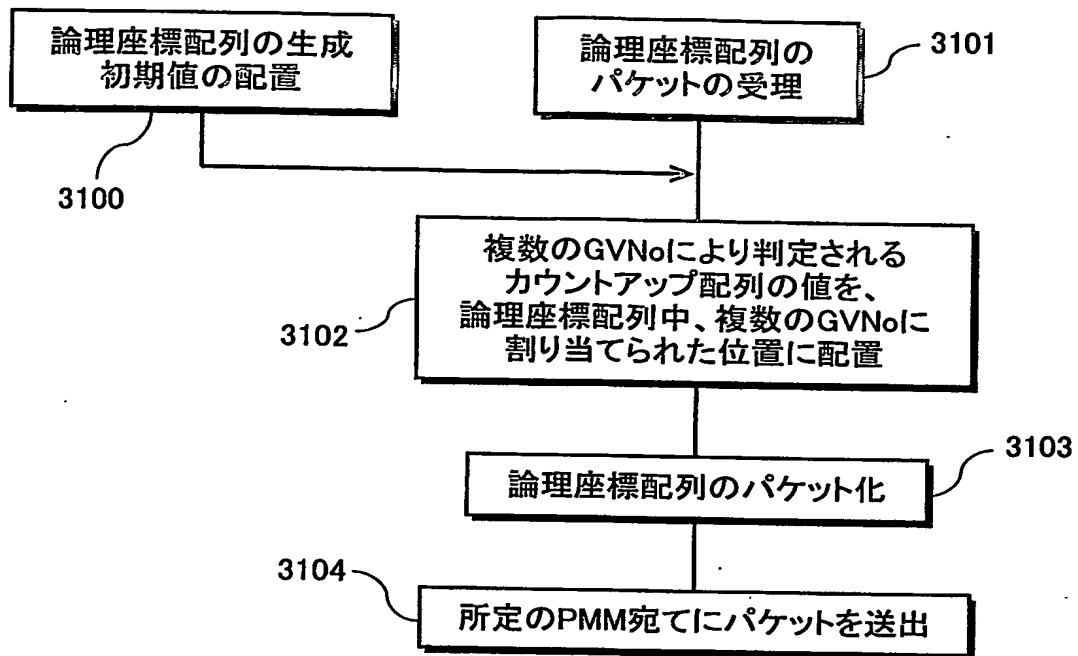 論理座標配列の生成
初期値の配置
3100
論理座標配列の
パケットの受理
3101
複数のGVNoにより判定される
カウントアップ配列の値を、
論理座標配列中、複数のGVNoに
割り当てられた位置に配置
3102
論理座標配列のパケット化
3103
所定のPMM宛てにパケットを送出
3104